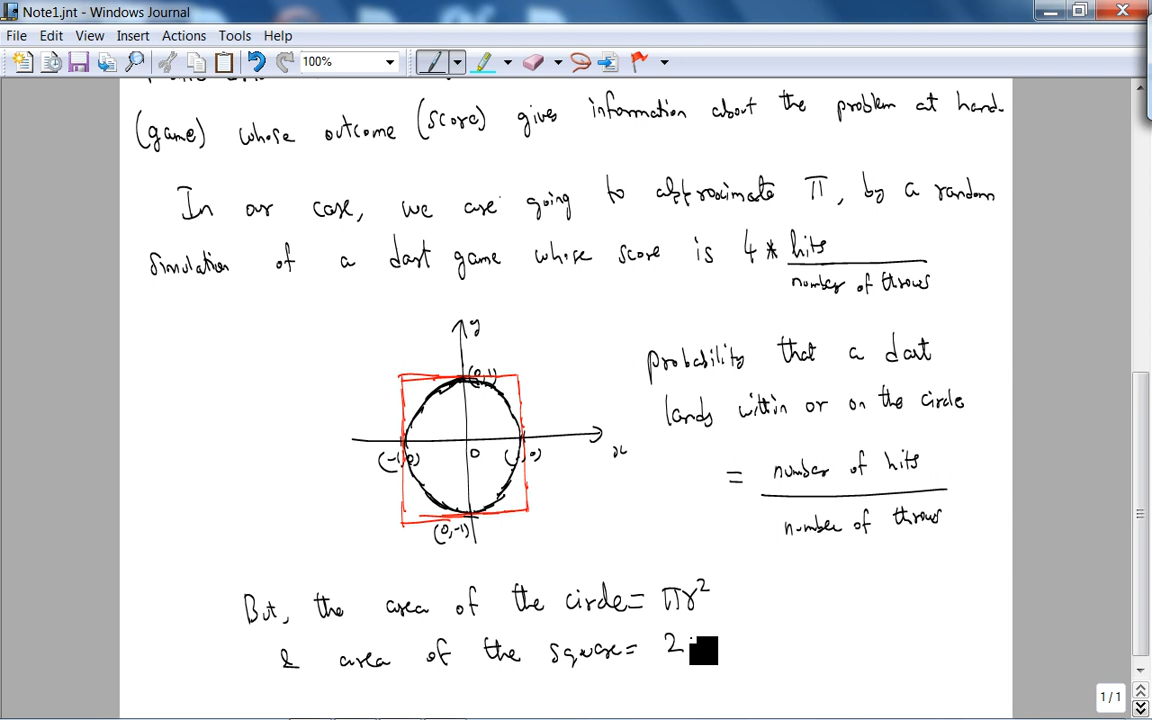 Note1.jnt - Windows Journal
File Edit View Insert Actions Tools Help
100%
(game) whose outcome (score) gives information about the problem at hand.
In our case, we are going to approximate π, by a random
simulation of a dart game whose score is 4 * hits
number of throws
y
(0,1)
(-1,0) 0 (1,0) x
(0,-1)
probability that a dart
lands within or on the circle
= number of hits
number of throws
But, the area of the circle = πr²
& area of the square = 2
1 / 1